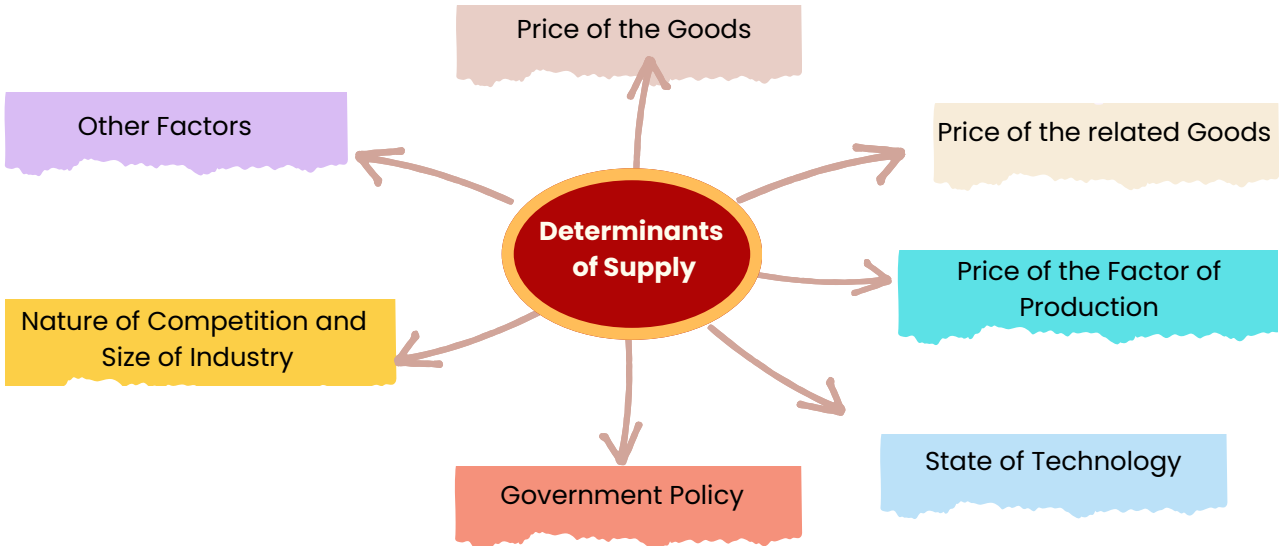 Price of the Goods
Other Factors
Price of the related Goods
Determinants
of Supply
Price of the Factor of
Production
Nature of Competition and
Size of Industry
State of Technology
Government Policy